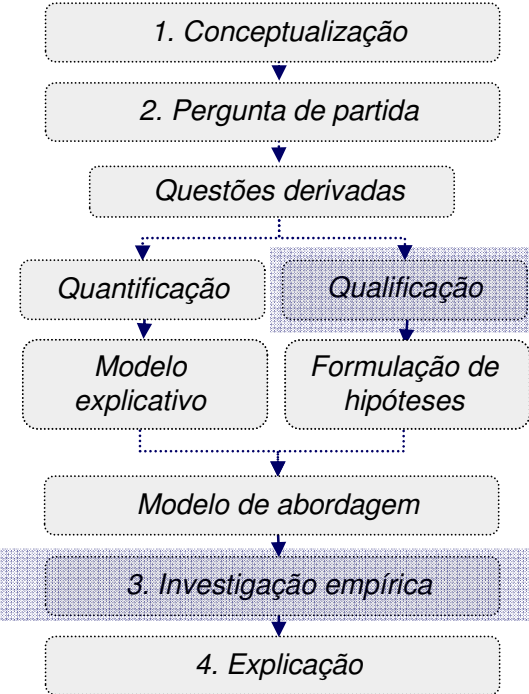 1. Conceptualização
2. Pergunta de partida
Questões derivadas
Quantificação
Qualificação
Modelo
explicativo
Formulação de
hipóteses
Modelo de abordagem
3. Investigação empírica
4. Explicação